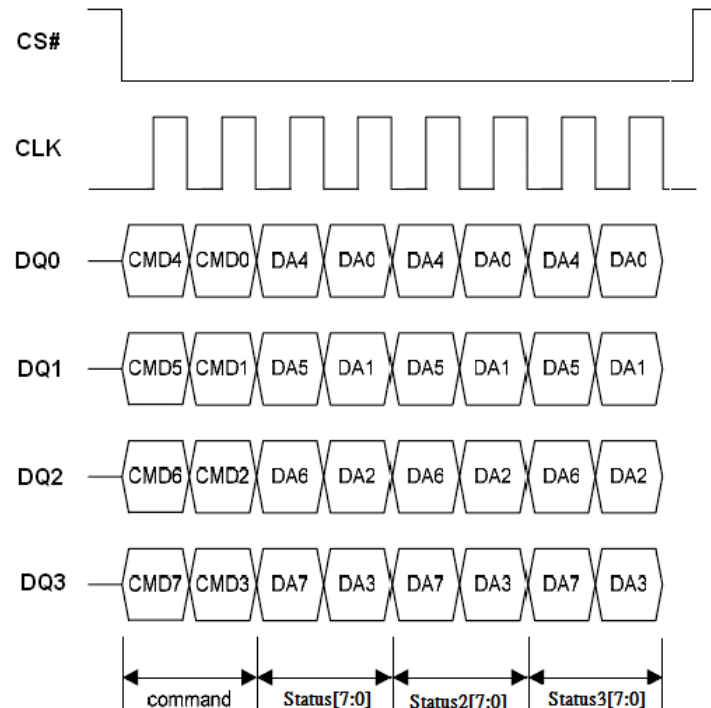 CS#
CLK
DQ0 CMD4 CMD0 DA4 DA0 DA4 DA0 DA4 DA0
DQ1 CMD5 CMD1 DA5 DA1 DA5 DA1 DA5 DA1
DQ2 CMD6 CMD2 DA6 DA2 DA6 DA2 DA6 DA2
DQ3 CMD7 CMD3 DA7 DA3 DA7 DA3 DA7 DA3
command Status[7:0] Status2[7:0] Status3[7:0]